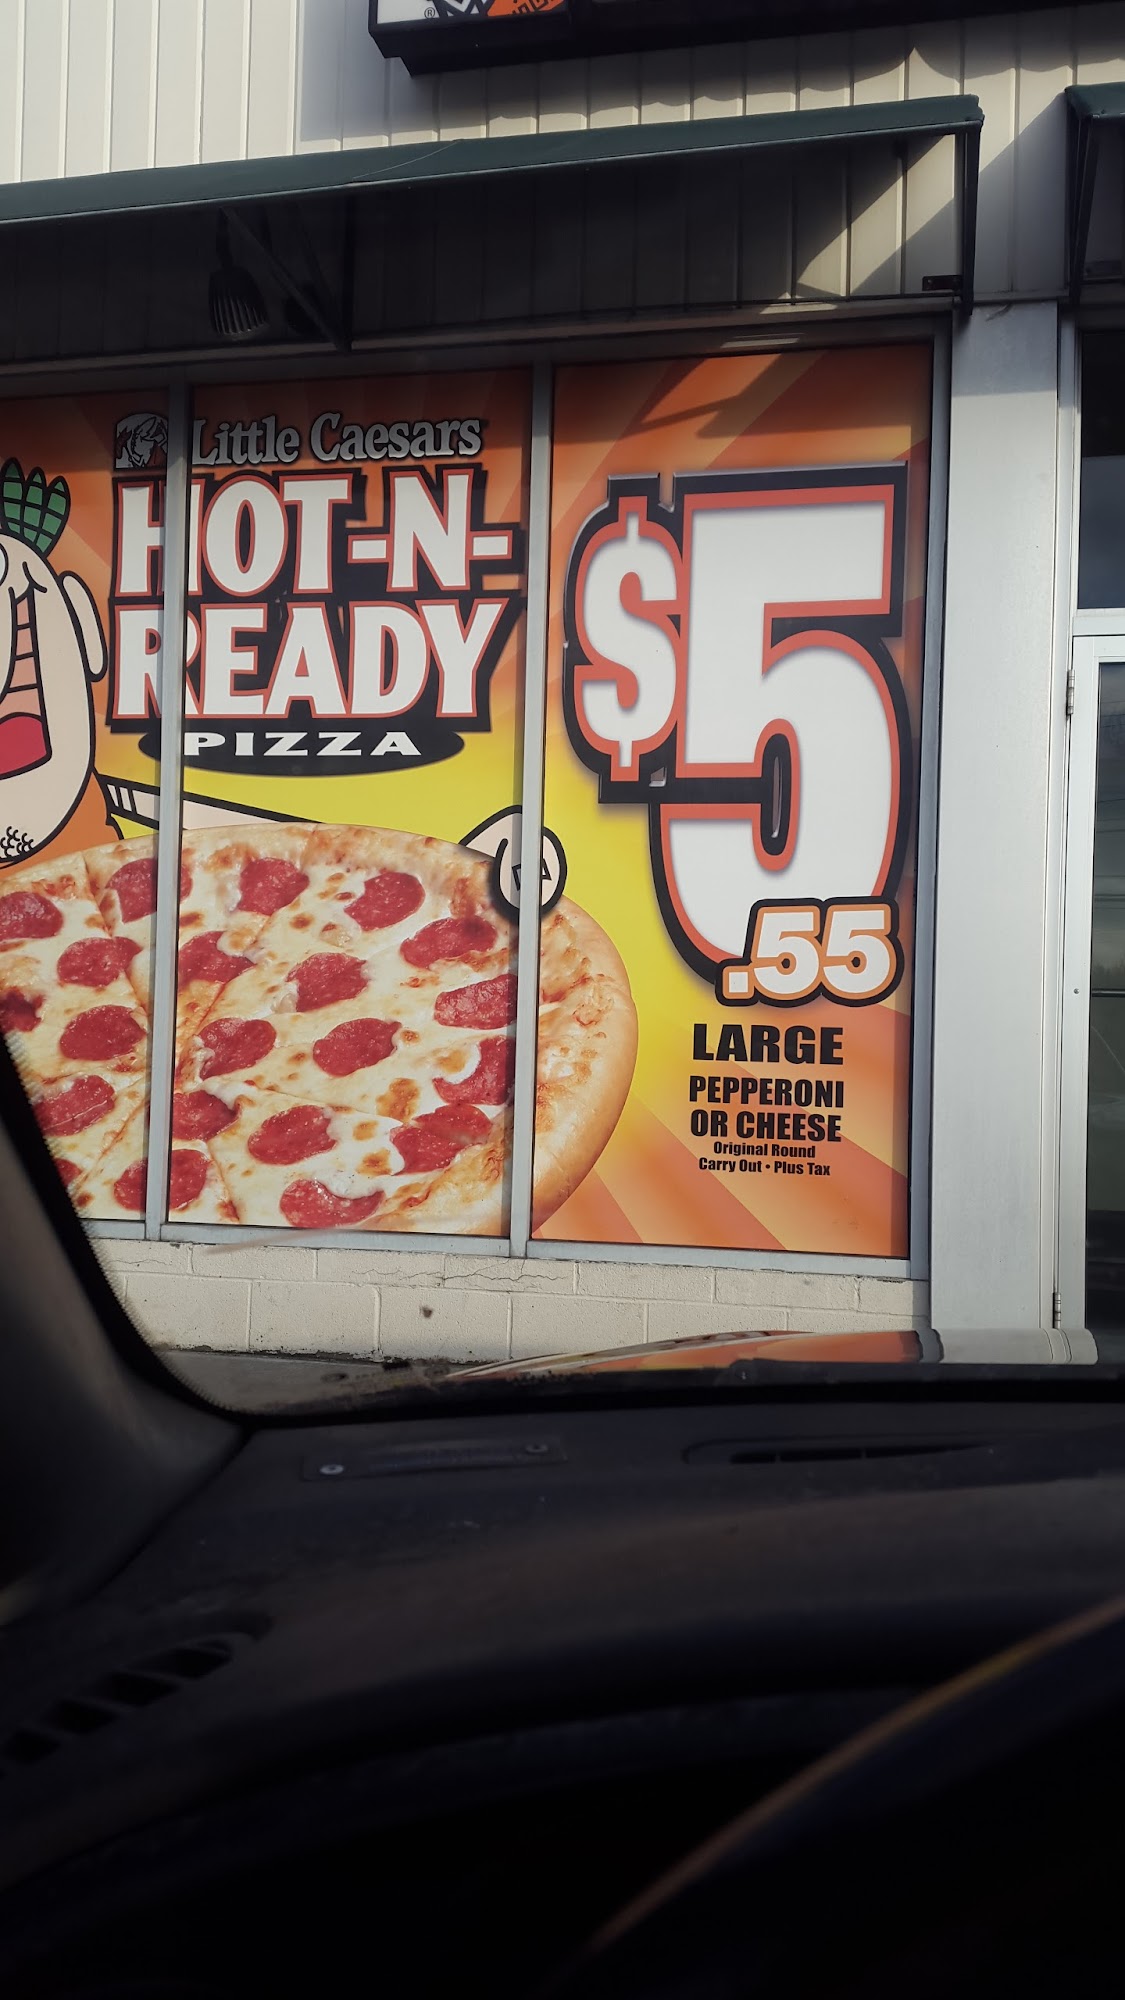 Little Caesars
HOT-N-
READY
PIZZA
$5
.55
LARGE
PEPPERONI
OR CHEESE
Original Round
Carry Out • Plus Tax